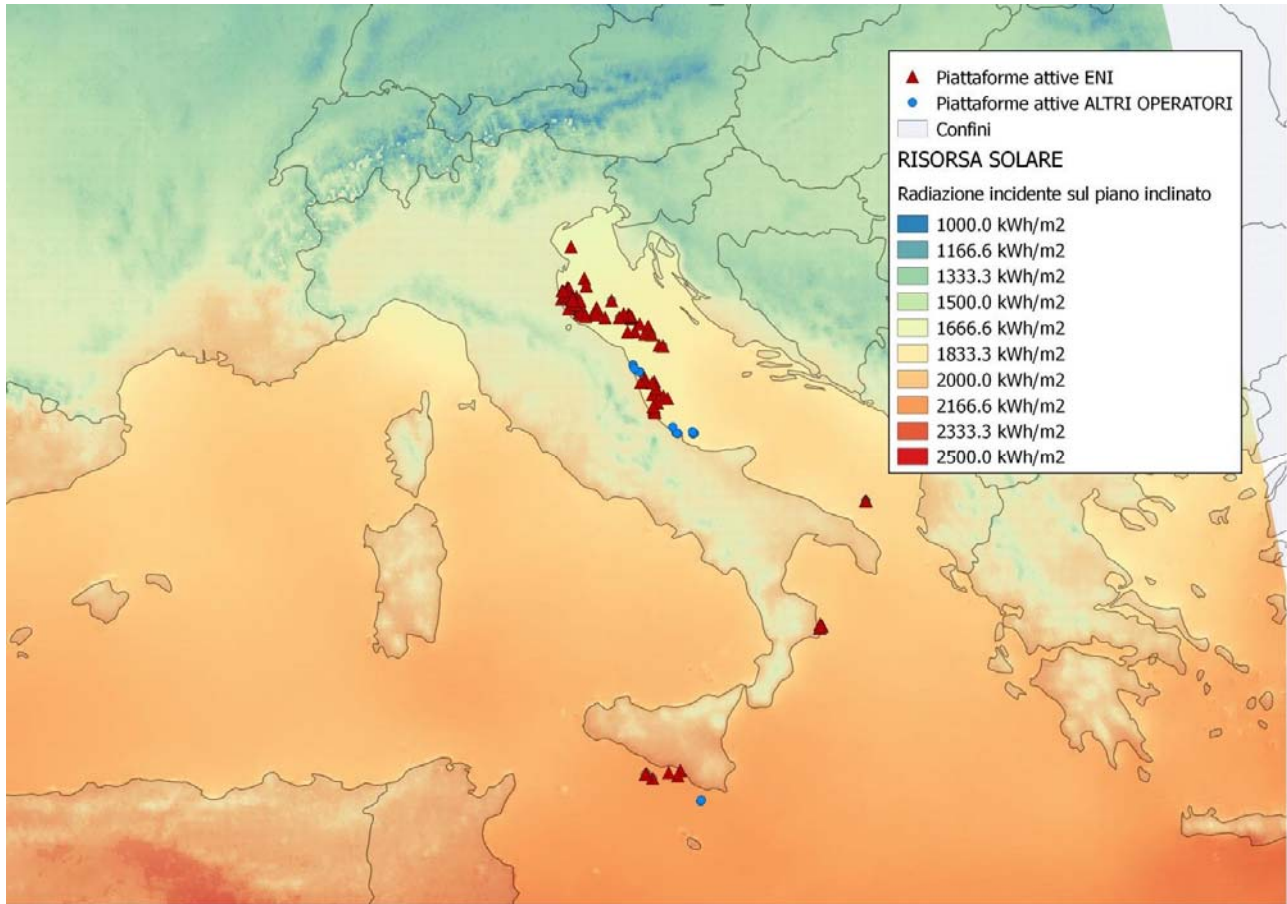 Piattaforme attive ENI
Piattaforme attive ALTRI OPERATORI
Confini
RISORSA SOLARE
Radiazione incidente sul piano inclinato
1000.0 kWh/m2
1166.6 kWh/m2
1333.3 kWh/m2
1500.0 kWh/m2
1666.6 kWh/m2
1833.3 kWh/m2
2000.0 kWh/m2
2166.6 kWh/m2
2333.3 kWh/m2
2500.0 kWh/m2